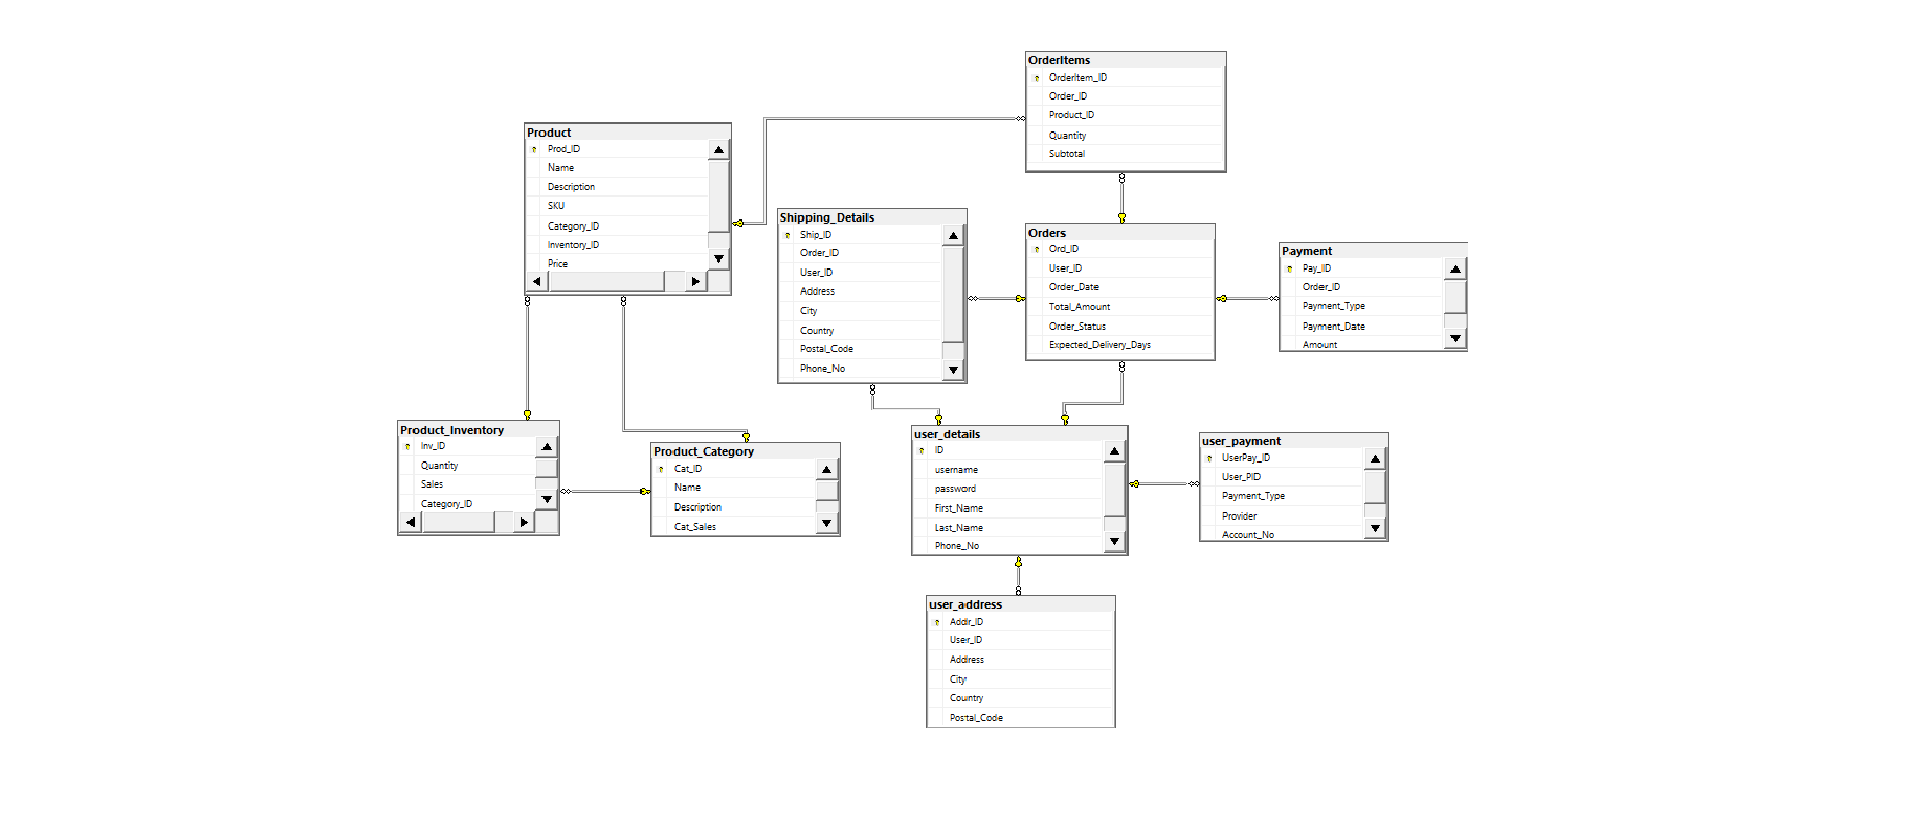 OrderItems
OrderItem_ID
Order_ID
Product_ID
Quantity
Subtotal
Product
Prod_ID
Name
Description
SKU
Category_ID
Inventory_ID
Price
Shipping_Details
Ship_ID
Order_ID
User_ID
Address
City
Country
Postal_Code
Phone_No
Orders
Ord_ID
User_ID
Order_Date
Total_Amount
Order_Status
Expected_Delivery_Days
Payment
Pay_ID
Order_ID
Payment_Type
Payment_Date
Amount
Product_Inventory
Inv_ID
Quantity
Sales
Category_ID
Product_Category
Cat_ID
Name
Description
Cat_Sales
user_details
ID
username
password
First_Name
Last_Name
Phone_No
user_payment
UserPay_ID
User_PID
Payment_Type
Provider
Account_No
user_address
Addr_ID
User_ID
Address
City
Country
Postal_Code